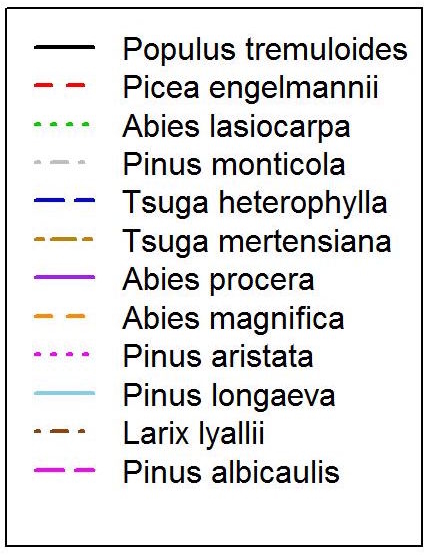 Populus tremuloides
Picea engelmannii
Abies lasiocarpa
Pinus monticola
Tsuga heterophylla
Tsuga mertensiana
Abies procera
Abies magnifica
Pinus aristata
Pinus longaeva
Larix lyallii
Pinus albicaulis